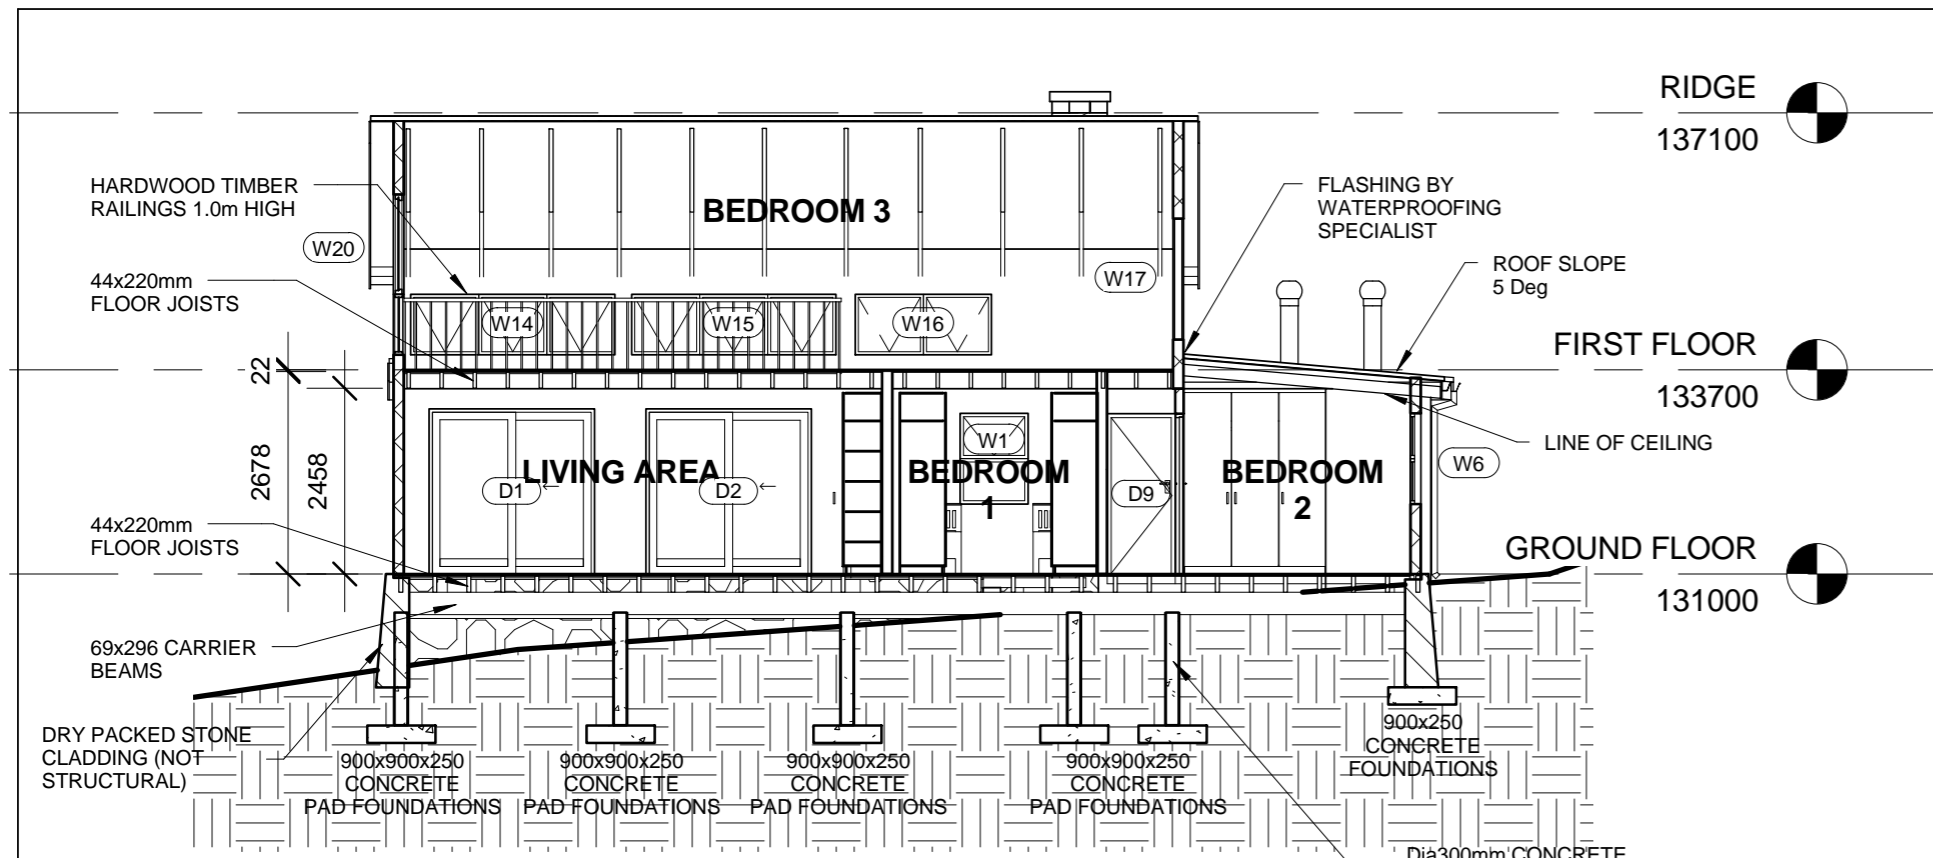 RIDGE
137100
HARDWOOD TIMBER
RAILINGS 1.0m HIGH
BEDROOM 3
FLASHING BY
WATERPROOFING
SPECIALIST
W20
W17
ROOF SLOPE
5 Deg
44x220mm
FLOOR JOISTS
W14
W15
W16
FIRST FLOOR
133700
22
2678
2458
LINE OF CEILING
W1
W6
LIVING AREA
D1
D2
BEDROOM
1
D9
BEDROOM
2
44x220mm
FLOOR JOISTS
GROUND FLOOR
131000
69x296 CARRIER
BEAMS
DRY PACKED STONE
CLADDING (NOT
STRUCTURAL)
900x900x250
CONCRETE
PAD FOUNDATIONS
900x900x250
CONCRETE
PAD FOUNDATIONS
900x900x250
CONCRETE
PAD FOUNDATIONS
900x900x250
CONCRETE
PAD FOUNDATIONS
900x250
CONCRETE
FOUNDATIONS
Dia300mm CONCRETE